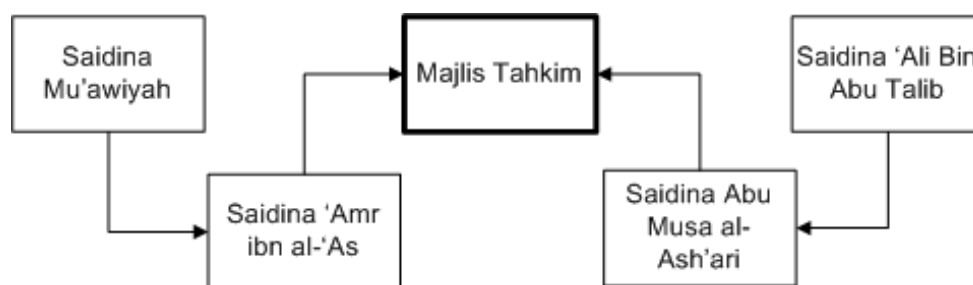 Saidina
Mu'awiyah
Majlis Tahkim
Saidina 'Ali Bin
Abu Talib
Saidina 'Amr
ibn al-'As
Saidina Abu
Musa al-
Ash'ari